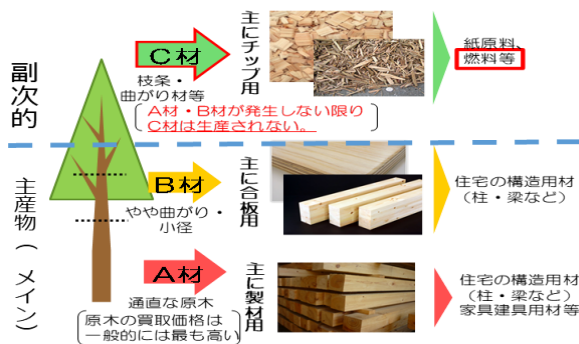 副次的
C材
枝条・
曲がり材等
A材・B材が発生しない限り
C材は生産されない。
主にチップ用
紙原料、
燃料等
主産物(メイン)
B材
やや曲がり・
小径
主に合板用
住宅の構造用材
(柱・梁など)
A材
通直な原木
原木の買取価格は
一般的には最も高い
主に製材用
住宅の構造用材
(柱・梁など)
家具建具用材等